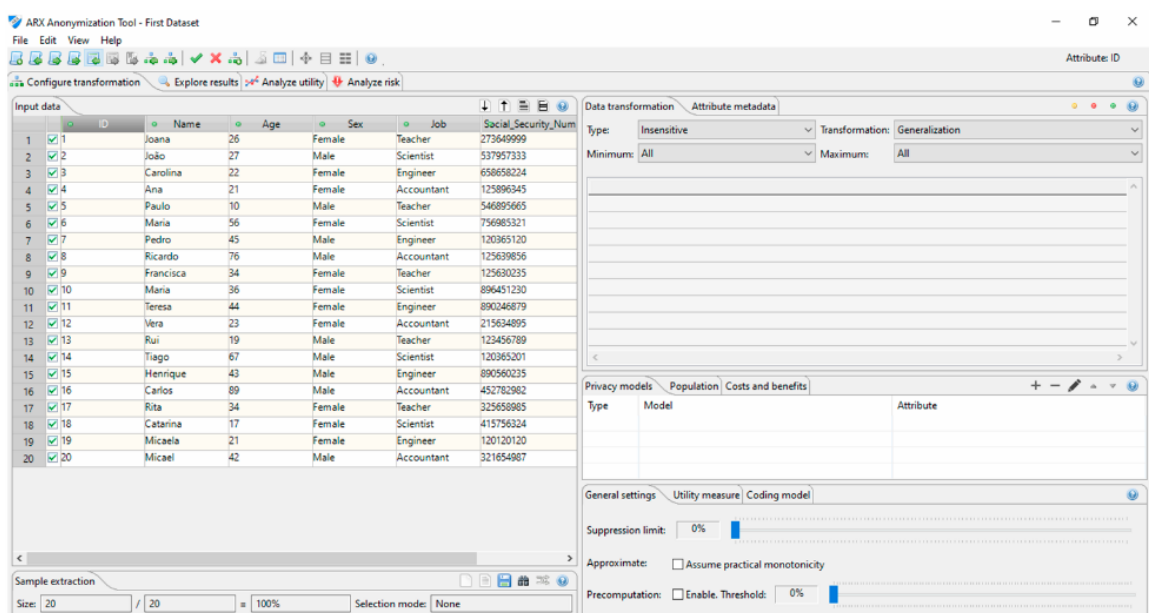 ARX Anonymization Tool - First Dataset
File Edit View Help
Attribute: ID
Configure transformation Explore results Analyze utility Analyze risk
Input data
ID Name Age Sex Job Social_Security_Num
1 1 Joana 26 Female Teacher 273649999
2 2 João 27 Male Scientist 537957333
3 3 Carolina 22 Female Engineer 658658224
4 4 Ana 21 Female Accountant 125896345
5 5 Paulo 10 Male Teacher 546895665
6 6 Maria 56 Female Scientist 756985321
7 7 Pedro 45 Male Engineer 120365120
8 8 Ricardo 76 Male Accountant 125639856
9 9 Francisca 34 Female Teacher 125630235
10 10 Maria 36 Female Scientist 896451230
11 11 Teresa 44 Female Engineer 890246879
12 12 Vera 23 Female Accountant 215634895
13 13 Rui 19 Male Teacher 123456789
14 14 Tiago 67 Male Scientist 120365201
15 15 Henrique 43 Male Engineer 890560235
16 16 Carlos 89 Male Accountant 452782982
17 17 Rita 34 Female Teacher 325658985
18 18 Catarina 17 Female Scientist 415756324
19 19 Micaela 21 Female Engineer 120120120
20 20 Micael 42 Male Accountant 321654987
Sample extraction
Size: 20 / 20 = 100% Selection mode: None
Data transformation Attribute metadata
Type: Insensitive Transformation: Generalization
Minimum: All Maximum: All
Privacy models Population Costs and benefits
Type Model Attribute
General settings Utility measure Coding model
Suppression limit: 0%
Approximate: Assume practical monotonicity
Precomputation: Enable. Threshold: 0%